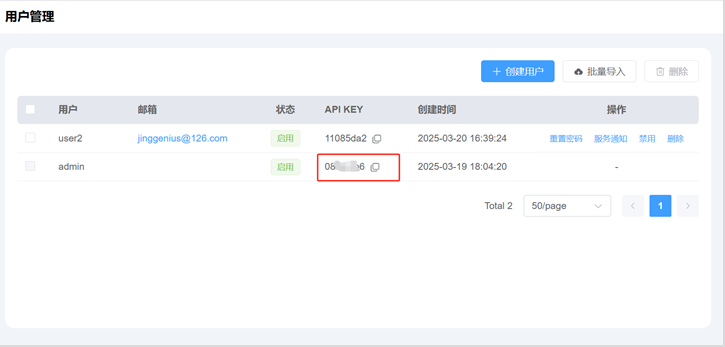 用户管理
创建用户 批量导入 删除
用户 邮箱 状态 API KEY 创建时间 操作
user2 jinggenius@126.com 启用 11085da2 2025-03-20 16:39:24 重置密码 服务通知 禁用 删除
admin 启用 2025-03-19 18:04:20 -
Total 2 50/page 1